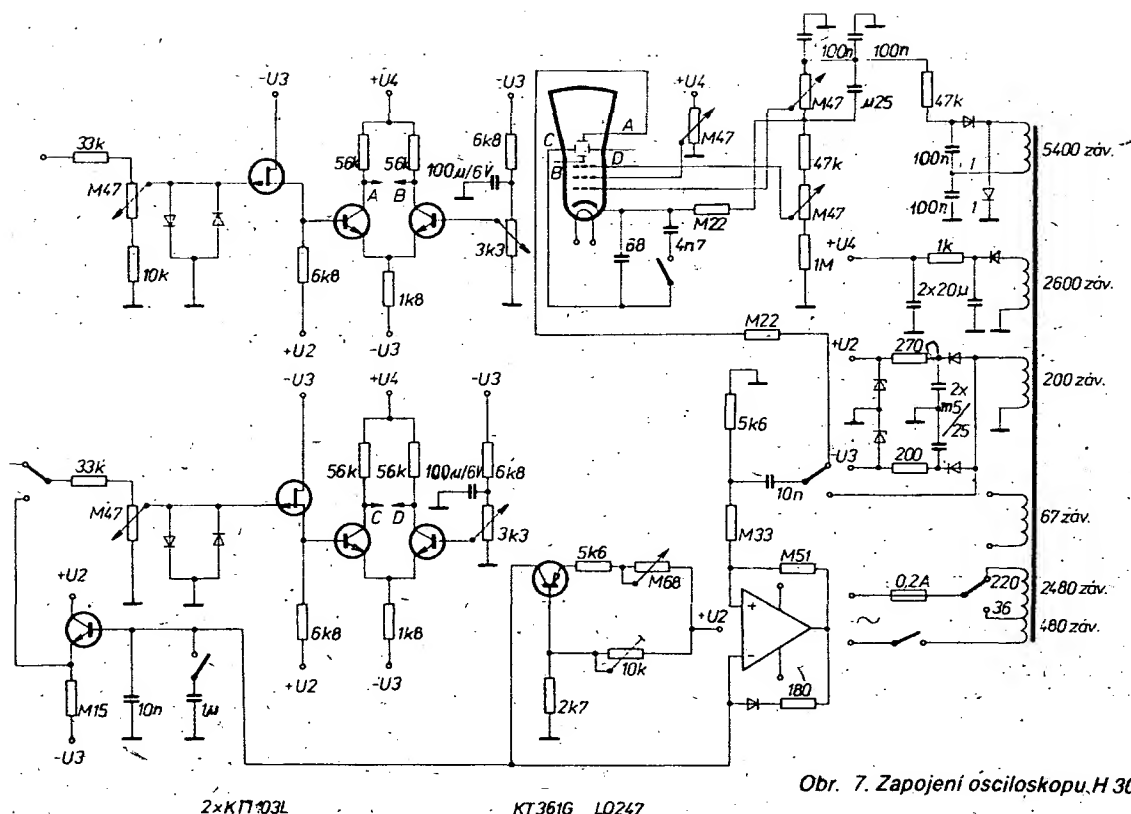 100n
100n
-U3
+U4
-U3
+U4
M47
µ25
47k
33k
6k8
A
M47
5400 záv.
56k
56k
C
D
47k
100n
1
M47
100µ/6V
A
B
B
M22
M47
100n
1
10k
6k8
3k3
68
4n7
1M
+U4
1k
2600 záv.
1k8
2x20µ
M22
+U2
-U3
+U2
270
-U3
+U4
-U3
200 záv.
2x
m5/25
5k6
33k
56k
56k
100µ/6V
6k8
-U3
200
10n
M47
C
D
3k3
67 záv.
M33
5k6
M51
+U2
M68
0,2A
220
2480 záv.
+U2
+
36
6k8
1k8
~
480 záv.
10k
-
M15
10n
1µ
+U2
-U3
2k7
180
-U3
Obr. 7. Zapojení osciloskopu H 30
2xKП103L
KT361G LO247